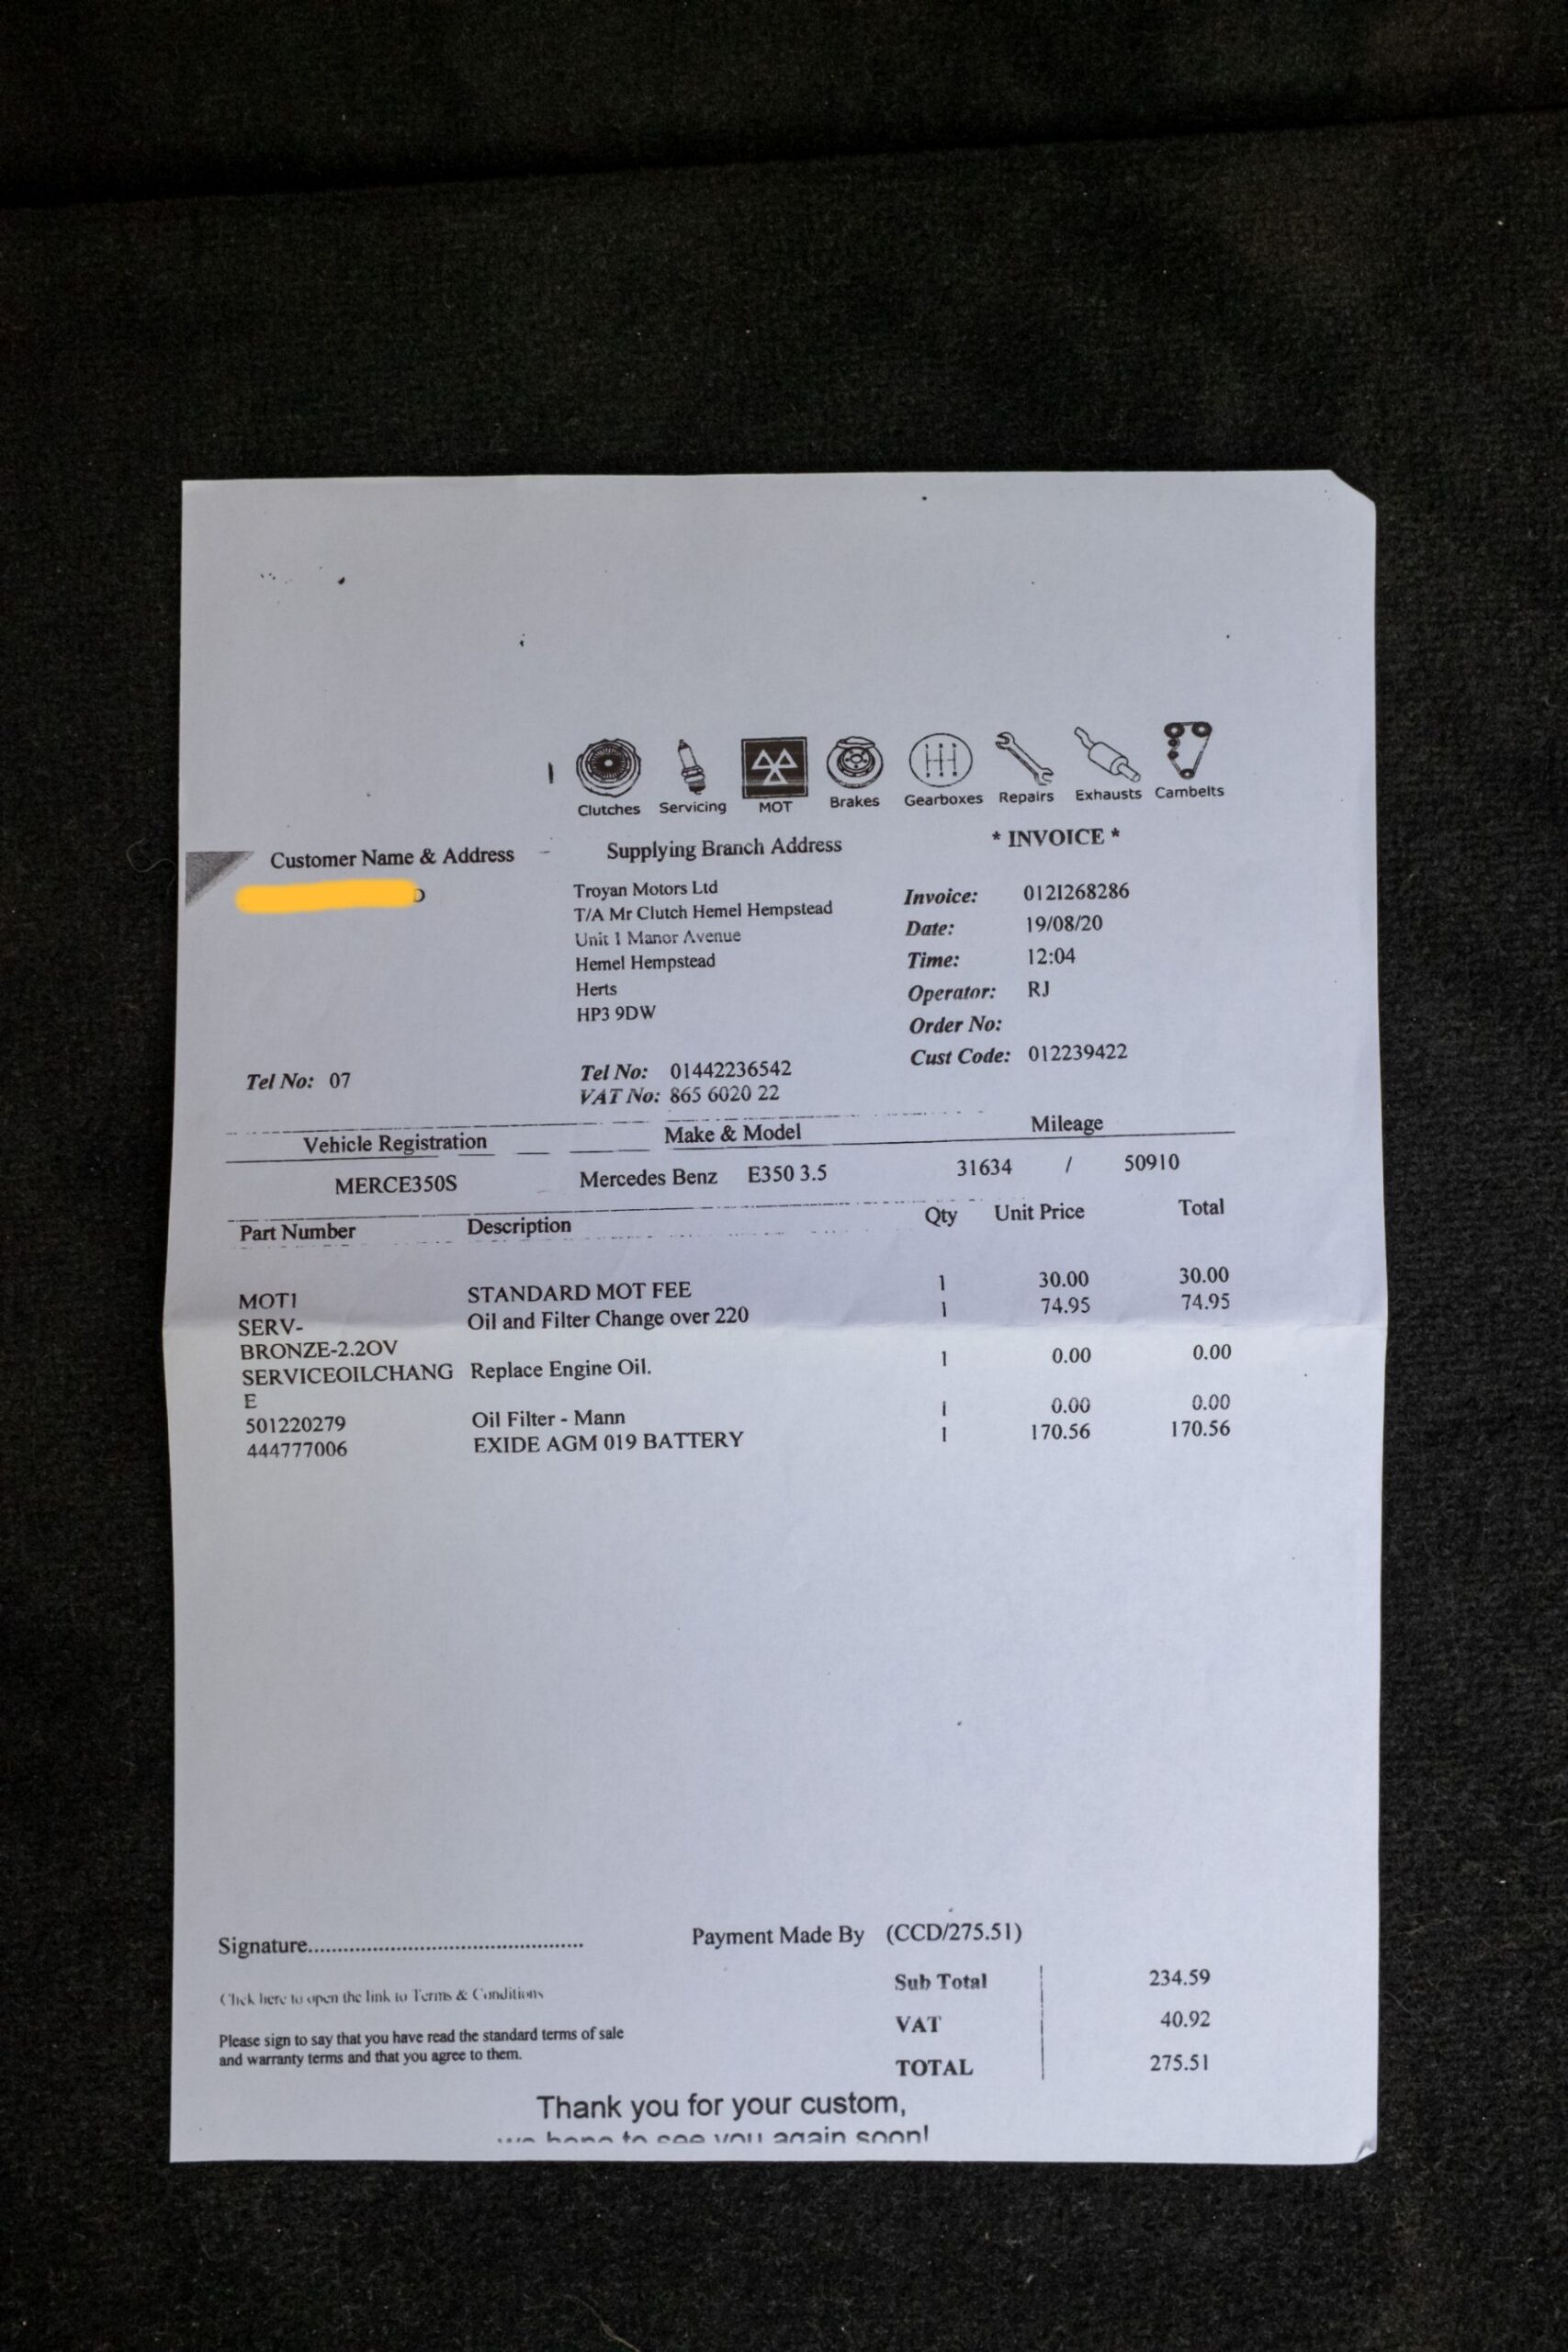 Clutches Servicing MOT Brakes Gearboxes Repairs Exhausts Cambelts
* INVOICE *
Customer Name & Address
Supplying Branch Address
Troyan Motors Ltd
T/A Mr Clutch Hemel Hempstead
Unit 1 Manor Avenue
Hemel Hempstead
Herts
HP3 9DW
Invoice: 012I268286
Date: 19/08/20
Time: 12:04
Operator: RJ
Order No:
Cust Code: 012239422
Tel No: 07
Tel No: 01442236542
VAT No: 865 6020 22
Vehicle Registration Make & Model Mileage
MERCE350S Mercedes Benz E350 3.5 31634 / 50910
Part Number Description Qty Unit Price Total
MOT1 STANDARD MOT FEE 1 30.00 30.00
SERV- Oil and Filter Change over 220 1 74.95 74.95
BRONZE-2.2OV
SERVICEOILCHANG Replace Engine Oil. 1 0.00 0.00
E
501220279 Oil Filter - Mann 1 0.00 0.00
444777006 EXIDE AGM 019 BATTERY 1 170.56 170.56
Signature..............................................
Payment Made By (CCD/275.51)
Click here to open the link to Terms & Conditions
Please sign to say that you have read the standard terms of sale
and warranty terms and that you agree to them.
Sub Total 234.59
VAT 40.92
TOTAL 275.51
Thank you for your custom,
we hope to see you again soon!